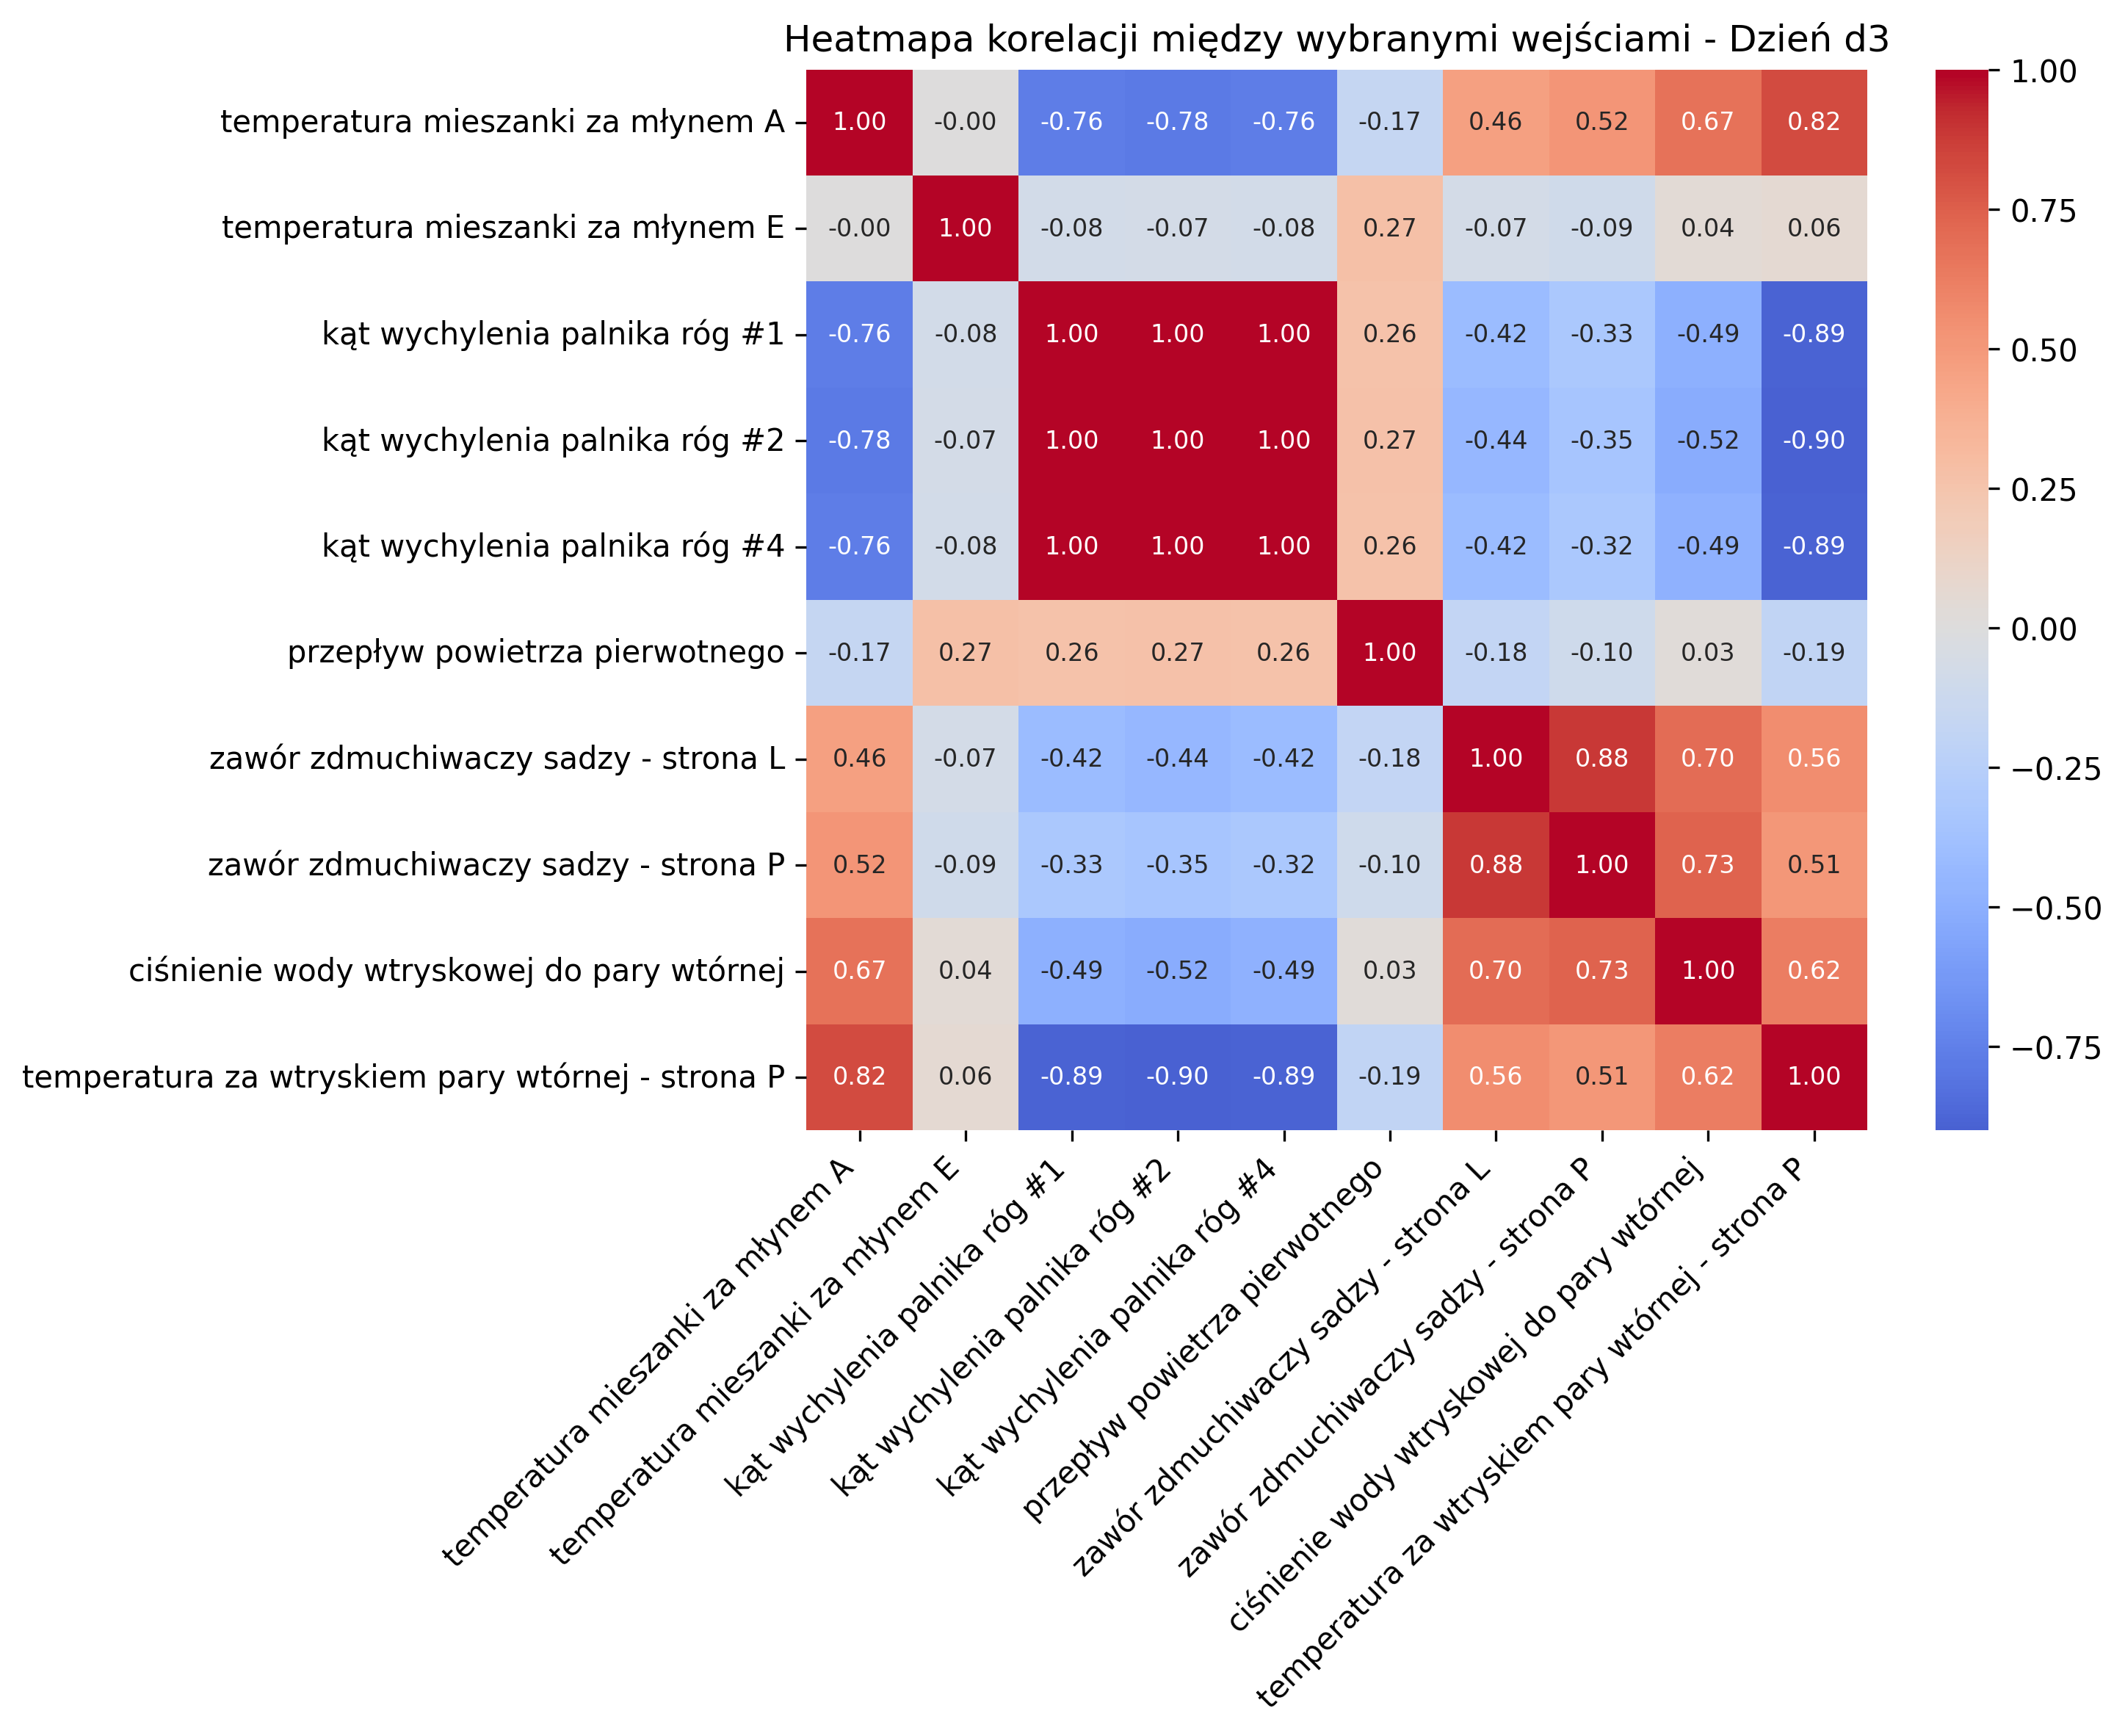 Heatmapa korelacji między wybranymi wejściami - Dzień d3
temperatura mieszanki za młynem A 1.00 -0.00 -0.76 -0.78 -0.76 -0.17 0.46 0.52 0.67 0.82
temperatura mieszanki za młynem E -0.00 1.00 -0.08 -0.07 -0.08 0.27 -0.07 -0.09 0.04 0.06
kąt wychylenia palnika róg #1 -0.76 -0.08 1.00 1.00 1.00 0.26 -0.42 -0.33 -0.49 -0.89
kąt wychylenia palnika róg #2 -0.78 -0.07 1.00 1.00 1.00 0.27 -0.44 -0.35 -0.52 -0.90
kąt wychylenia palnika róg #4 -0.76 -0.08 1.00 1.00 1.00 0.26 -0.42 -0.32 -0.49 -0.89
przepływ powietrza pierwotnego -0.17 0.27 0.26 0.27 0.26 1.00 -0.18 -0.10 0.03 -0.19
zawór zdmuchiwaczy sadzy - strona L 0.46 -0.07 -0.42 -0.44 -0.42 -0.18 1.00 0.88 0.70 0.56
zawór zdmuchiwaczy sadzy - strona P 0.52 -0.09 -0.33 -0.35 -0.32 -0.10 0.88 1.00 0.73 0.51
ciśnienie wody wtryskowej do pary wtórnej 0.67 0.04 -0.49 -0.52 -0.49 0.03 0.70 0.73 1.00 0.62
temperatura za wtryskiem pary wtórnej - strona P 0.82 0.06 -0.89 -0.90 -0.89 -0.19 0.56 0.51 0.62 1.00
temperatura mieszanki za młynem A
temperatura mieszanki za młynem E
kąt wychylenia palnika róg #1
kąt wychylenia palnika róg #2
kąt wychylenia palnika róg #4
przepływ powietrza pierwotnego
zawór zdmuchiwaczy sadzy - strona L
zawór zdmuchiwaczy sadzy - strona P
ciśnienie wody wtryskowej do pary wtórnej
temperatura za wtryskiem pary wtórnej - strona P
1.00
0.75
0.50
0.25
0.00
−0.25
−0.50
−0.75